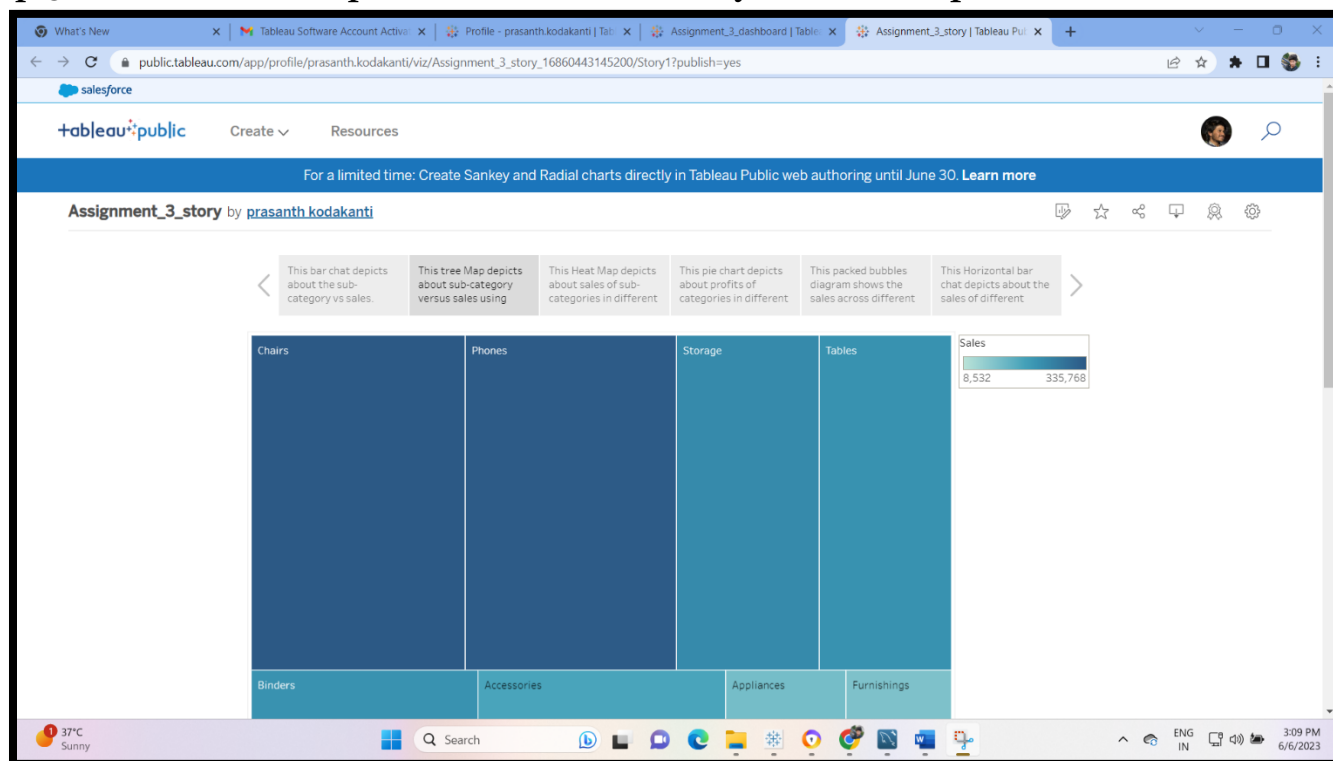 What's New
Tableau Software Account Activa
Profile - prasanth.kodakanti | Tab
Assignment_3_dashboard | Table
Assignment_3_story | Tableau Pu
public.tableau.com/app/profile/prasanth.kodakanti/viz/Assignment_3_story_16860443145200/Story1?publish=yes
salesforce
+ableau public
Create
Resources
For a limited time: Create Sankey and Radial charts directly in Tableau Public web authoring until June 30. Learn more
Assignment_3_story by prasanth kodakanti
This bar chat depicts
about the sub-
category vs sales.
This tree Map depicts
about sub-category
versus sales using
This Heat Map depicts
about sales of sub-
categories in different
This pie chart depicts
about profits of
categories in different
This packed bubbles
diagram shows the
sales across different
This Horizontal bar
chat depicts about the
sales of different
Chairs
Phones
Storage
Tables
Sales
8,532 335,768
Binders
Accessories
Appliances
Furnishings
1
37°C
Sunny
Search
ENG
IN
3:09 PM
6/6/2023